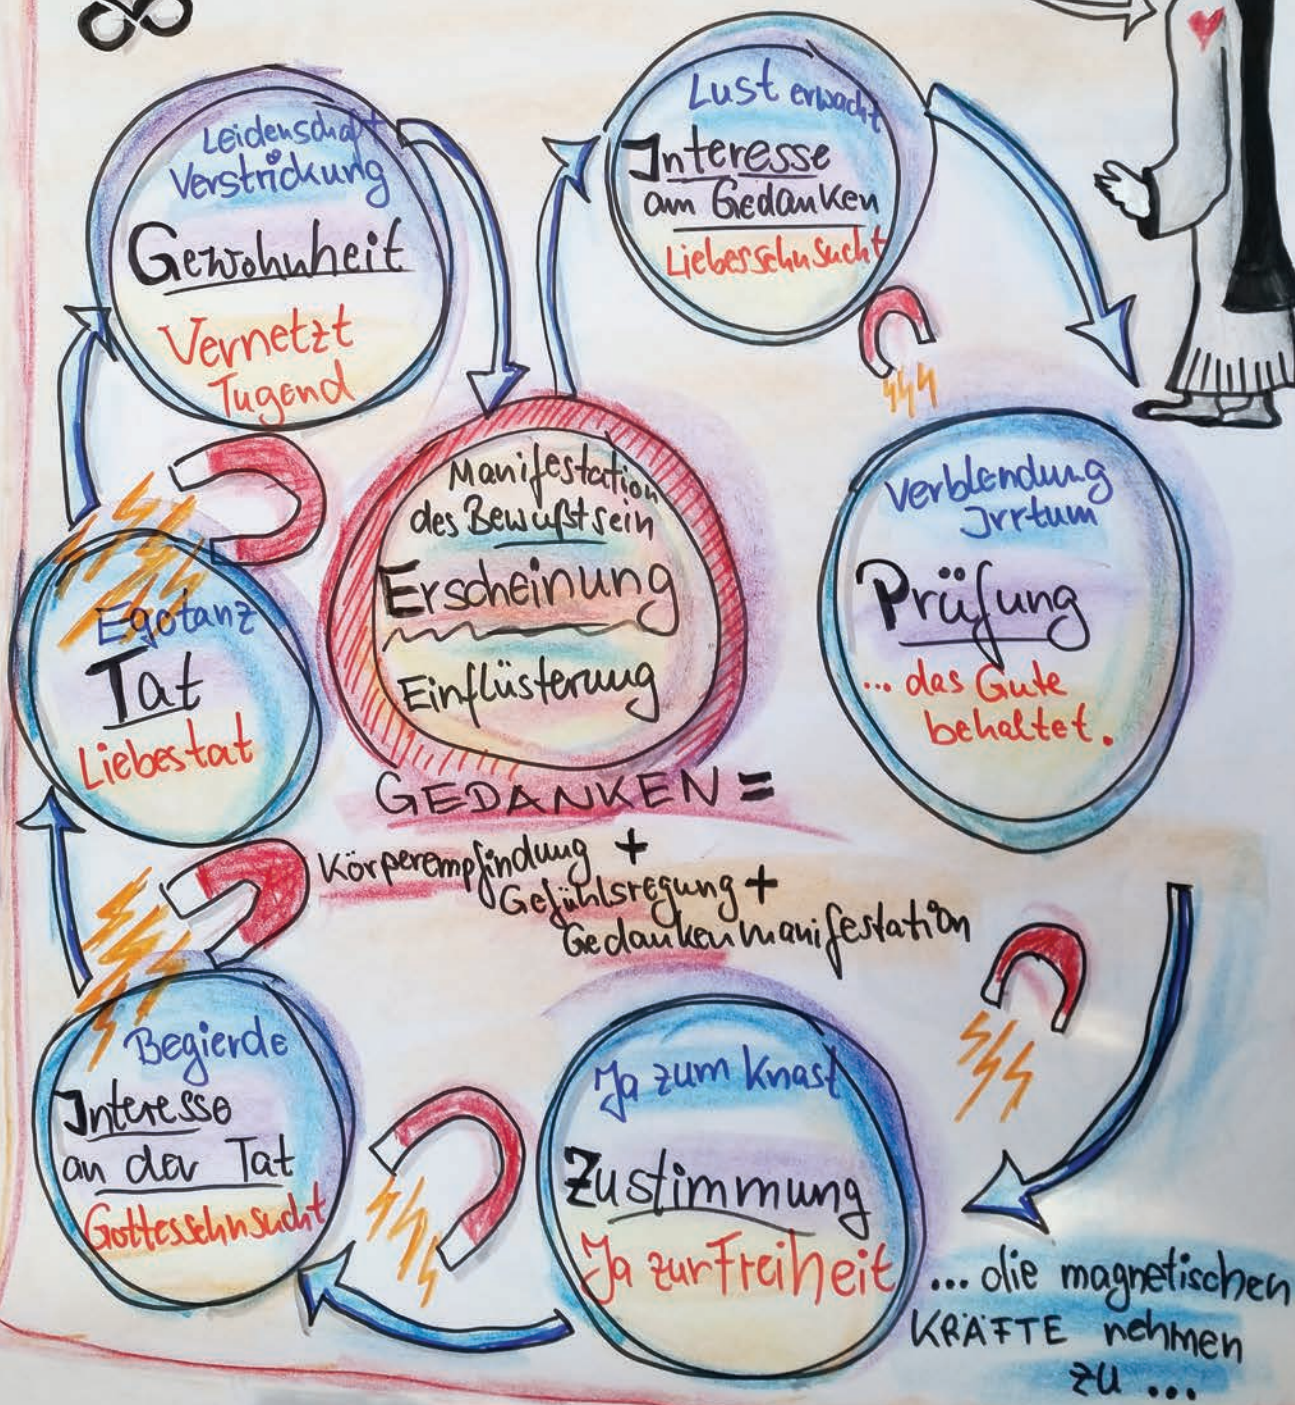 Leidenschaft
Verstrickung
Gewohnheit
Vernetzt
Tugend
Lust erwacht
Interesse
am Gedanken
Liebessehnsucht
Manifestation
des Bewußtsein
Erscheinung
Einflüsterung
Verblendung
Irrtum
Prüfung
... das Gute
behaltet.
Egotanz
Tat
Liebestat
GEDANKEN =
Körperempfindung +
Gefühlsregung +
Gedankenmanifestation
Begierde
Interesse
an der Tat
Gottessehnsucht
Ja zum Knast
Zustimmung
Ja zur Freiheit
... die magnetischen
KRÄFTE nehmen
zu ...